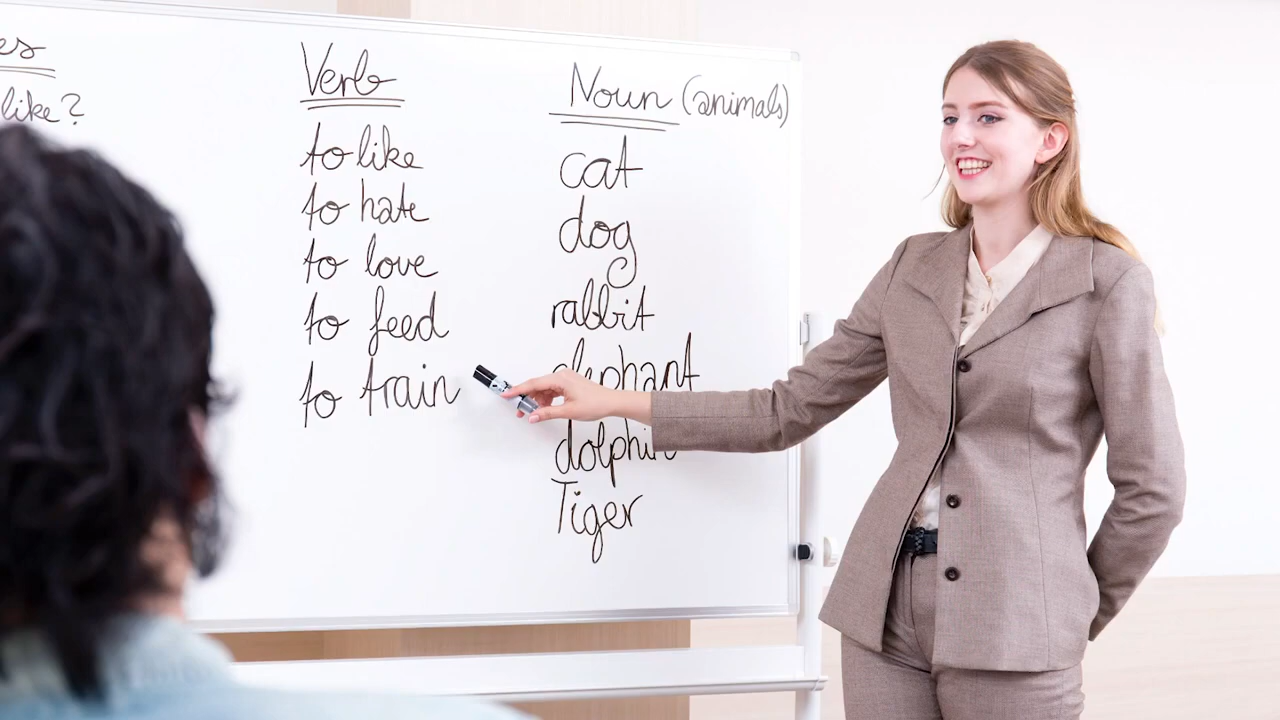 like?
Verb
to like
to hate
to love
to feed
to train
Noun (animals)
cat
dog
rabbit
elephant
dolphin
Tiger